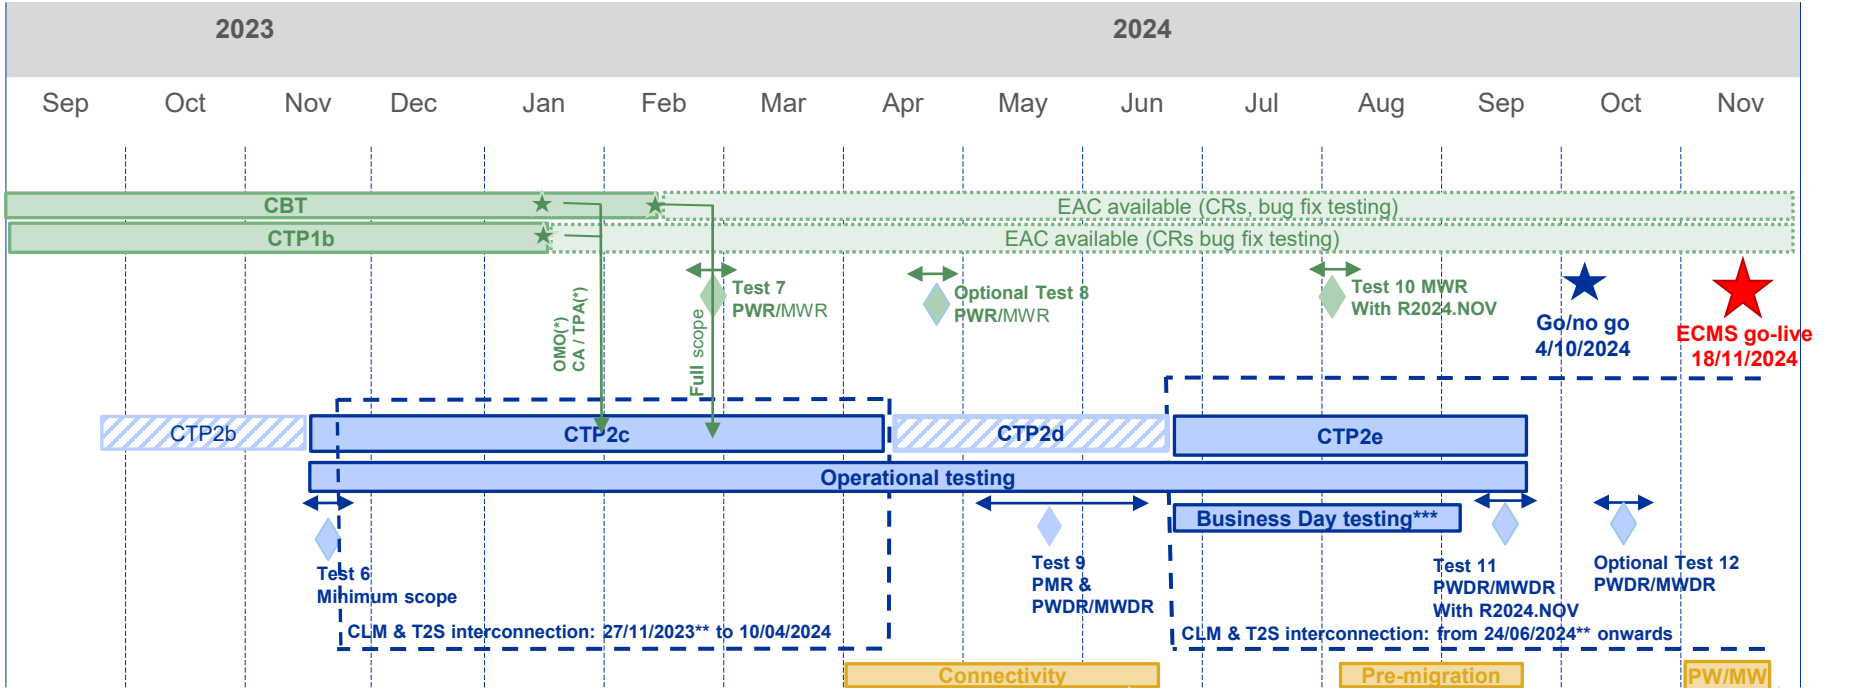 2023
2024
Sep
Oct
Nov
Dec
Jan
Feb
Mar
Apr
May
Jun
Jul
Aug
Sep
Oct
Nov
CBT
EAC available (CRs, bug fix testing)
CTP1b
EAC available (CRs bug fix testing)
OMO(*)
CA / TPA(*)
Full scope
Test 7
PWR/MWR
Optional Test 8
PWR/MWR
Test 10 MWR
With R2024.NOV
Go/no go
4/10/2024
ECMS go-live
18/11/2024
CTP2b
CTP2c
CTP2d
CTP2e
Operational testing
Business Day testing***
Test 6
Minimum scope
Test 9
PMR &
PWDR/MWDR
Test 11
PWDR/MWDR
With R2024.NOV
Optional Test 12
PWDR/MWDR
CLM & T2S interconnection: 27/11/2023** to 10/04/2024
CLM & T2S interconnection: from 24/06/2024** onwards
Connectivity
Pre-migration
PW/MW